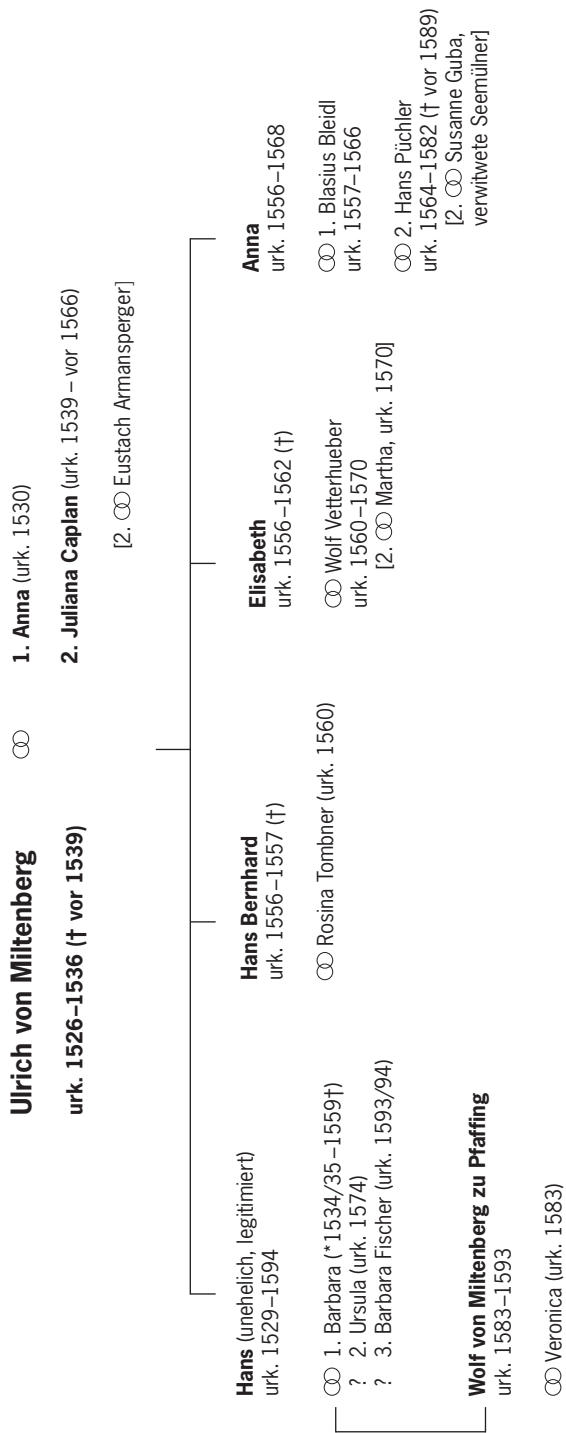 Ulrich von Miltenberg
urk. 1526–1536 († vor 1539)
⚭ 1. Anna (urk. 1530)
2. Juliana Caplan (urk. 1539 – vor 1566)
[2. ⚭ Eustach Armansperger]
Hans (unehelich, legitimiert)
urk. 1529–1594
⚭ 1. Barbara (*1534/35 –1559†)
? 2. Ursula (urk. 1574)
? 3. Barbara Fischer (urk. 1593/94)
Wolf von Miltenberg zu Pfaffing
urk. 1583–1593
⚭ Veronica (urk. 1583)
Hans Bernhard
urk. 1556–1557 (†)
⚭ Rosina Tombner (urk. 1560)
Elisabeth
urk. 1556–1562 (†)
⚭ Wolf Vetterhueber
urk. 1560–1570
[2. ⚭ Martha, urk. 1570]
Anna
urk. 1556–1568
⚭ 1. Blasius Bleidl
urk. 1557–1566
⚭ 2. Hans Püchler
urk. 1564–1582 († vor 1589)
[2. ⚭ Susanne Guba,
verwitwete Seemülner]